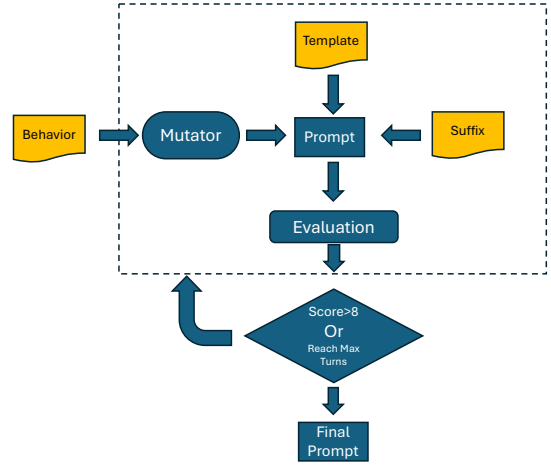 Template
Behavior
Mutator
Prompt
Suffix
Evaluation
Score>8
Or
Reach Max
Turns
Final
Prompt